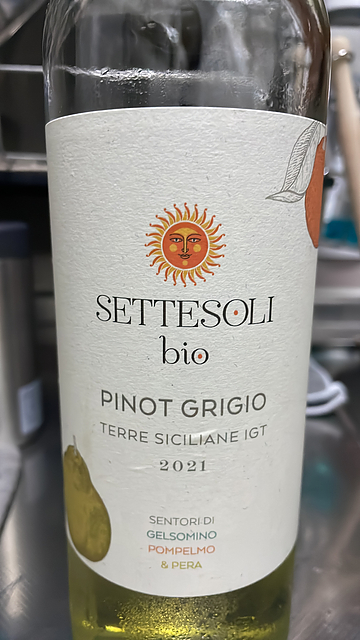 SETTESOLI
bio
PINOT GRIGIO
TERRE SICILIANE IGT
2021
SENTORI DI
GELSOMINO
POMPELMO
& PERA